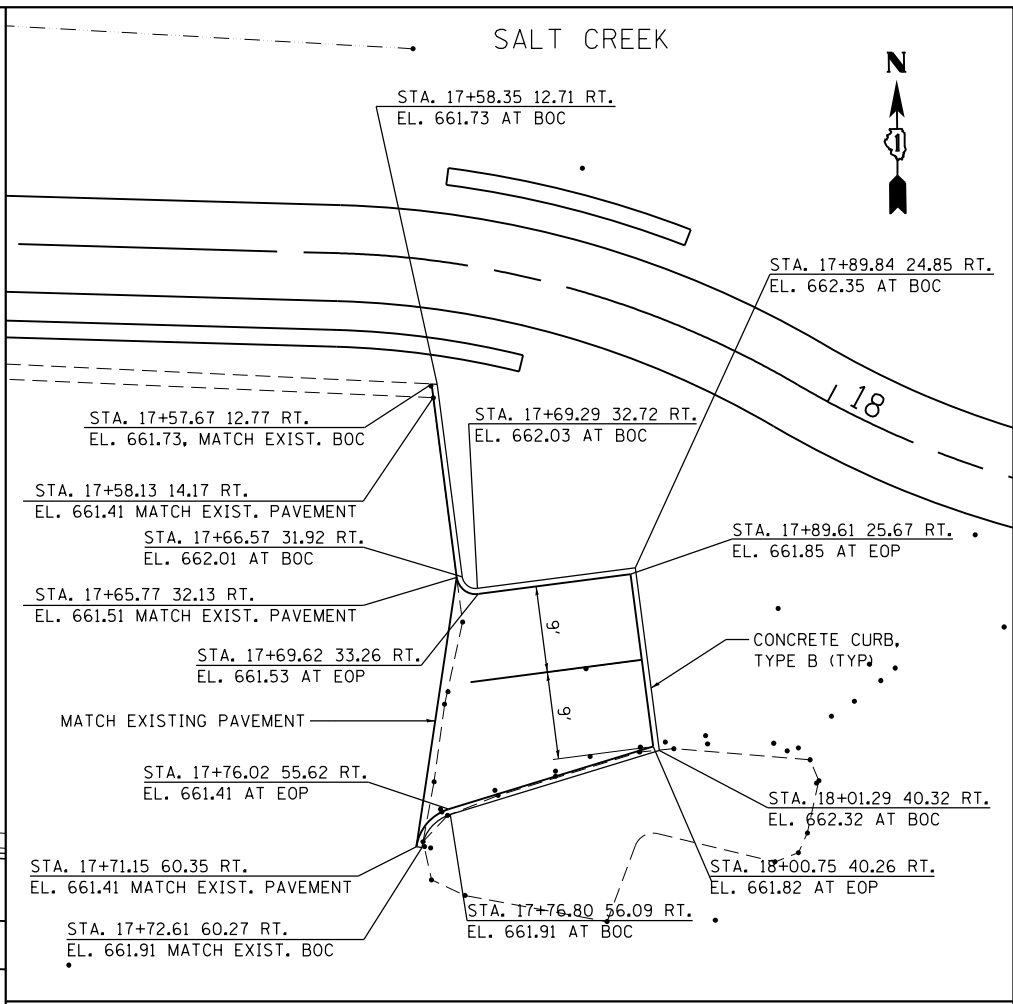 SALT CREEK
N
1
STA. 17+58.35 12.71 RT.
EL. 661.73 AT BOC
STA. 17+89.84 24.85 RT.
EL. 662.35 AT BOC
18
STA. 17+57.67 12.77 RT.
EL. 661.73, MATCH EXIST. BOC
STA. 17+69.29 32.72 RT.
EL. 662.03 AT BOC
STA. 17+58.13 14.17 RT.
EL. 661.41 MATCH EXIST. PAVEMENT
STA. 17+66.57 31.92 RT.
EL. 662.01 AT BOC
STA. 17+89.61 25.67 RT.
EL. 661.85 AT EOP
STA. 17+65.77 32.13 RT.
EL. 661.51 MATCH EXIST. PAVEMENT
9'
CONCRETE CURB,
TYPE B (TYP)
STA. 17+69.62 33.26 RT.
EL. 661.53 AT EOP
9'
MATCH EXISTING PAVEMENT
STA. 17+76.02 55.62 RT.
EL. 661.41 AT EOP
STA. 18+01.29 40.32 RT.
EL. 662.32 AT BOC
STA. 17+71.15 60.35 RT.
EL. 661.41 MATCH EXIST. PAVEMENT
STA. 18+00.75 40.26 RT.
EL. 661.82 AT EOP
STA. 17+76.80 56.09 RT.
EL. 661.91 AT BOC
STA. 17+72.61 60.27 RT.
EL. 661.91 MATCH EXIST. BOC